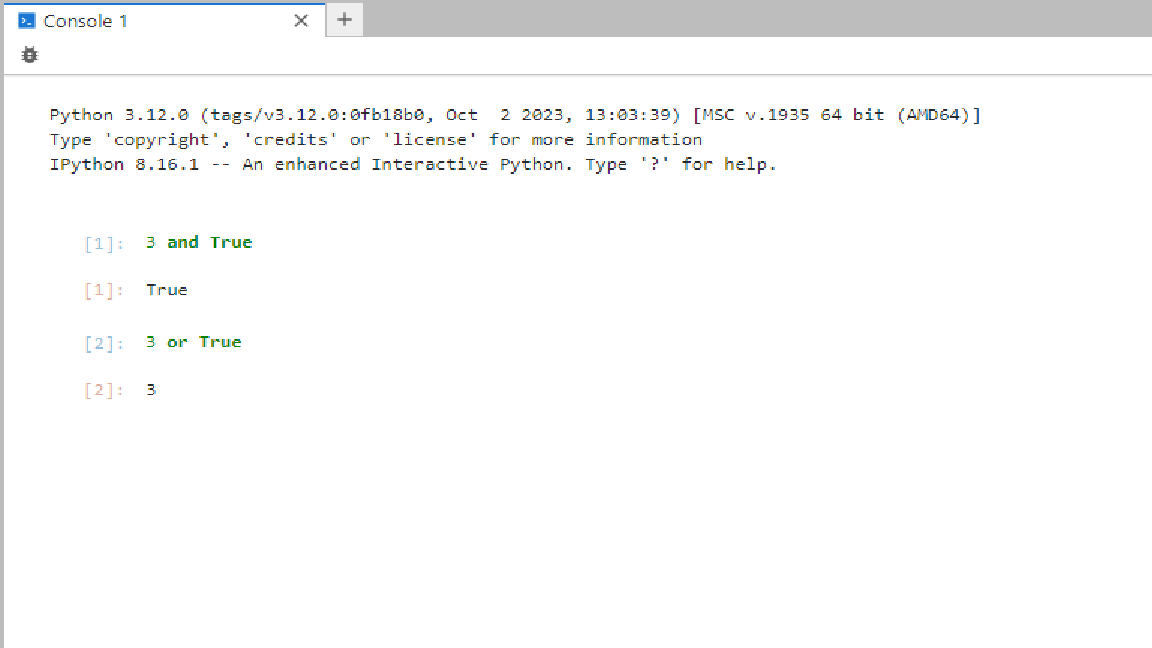 Console 1
Python 3.12.0 (tags/v3.12.0:0fb18b0, Oct  2 2023, 13:03:39) [MSC v.1935 64 bit (AMD64)]
Type 'copyright', 'credits' or 'license' for more information
IPython 8.16.1 -- An enhanced Interactive Python. Type '?' for help.
[1]: 3 and True
[1]: True
[2]: 3 or True
[2]: 3